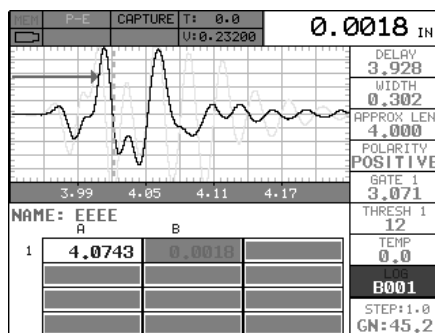 MEM P-E CAPTURE T: 0.0 0.0018 IN
V:0.23200
DELAY
3.928
WIDTH
0.302
APPROX LEN
4.000
POLARITY
POSITIVE
GATE 1
3.071
THRESH 1
12
TEMP
0.0
LOG
B001
STEP:1.0
GN:45.2
3.99 4.05 4.11 4.17
NAME: EEEE
A B
1 4.0743 0.0018